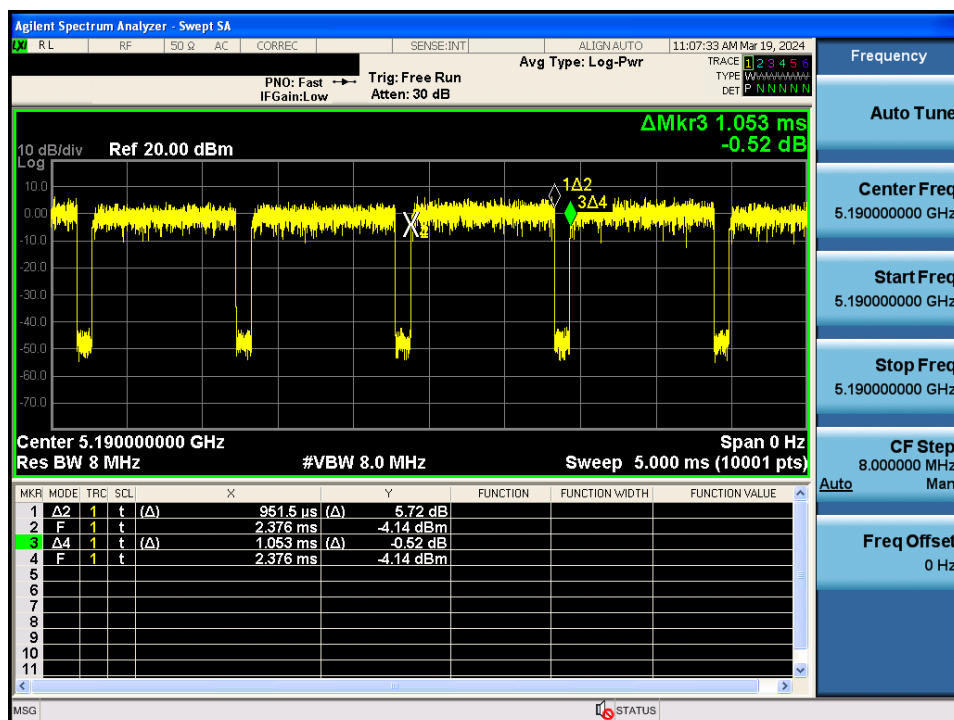 Agilent Spectrum Analyzer - Swept SA
LXI RL RF 50 Ω AC CORREC SENSE:INT ALIGN AUTO 11:07:33 AM Mar 19, 2024
Avg Type: Log-Pwr
TRACE 1 2 3 4 5 6
PNO: Fast Trig: Free Run
TYPE WWWWWW
IFGain:Low Atten: 30 dB
DET P N N N N N
ΔMkr3 1.053 ms
-0.52 dB
10 dB/div Ref 20.00 dBm
Log
10.0
0.00
-10.0
-20.0
-30.0
-40.0
-50.0
-60.0
-70.0
1Δ2
3Δ4
Center 5.190000000 GHz Span 0 Hz
Res BW 8 MHz #VBW 8.0 MHz Sweep 5.000 ms (10001 pts)
MKR MODE TRC SCL X Y FUNCTION FUNCTION WIDTH FUNCTION VALUE
1 Δ2 1 t (Δ) 951.5 µs (Δ) 5.72 dB
2 F 1 t 2.376 ms -4.14 dBm
3 Δ4 1 t (Δ) 1.053 ms (Δ) -0.52 dB
4 F 1 t 2.376 ms -4.14 dBm
5
6
7
8
9
10
11
MSG STATUS
Frequency
Auto Tune
Center Freq
5.190000000 GHz
Start Freq
5.190000000 GHz
Stop Freq
5.190000000 GHz
CF Step
8.000000 MHz
Auto Man
Freq Offset
0 Hz